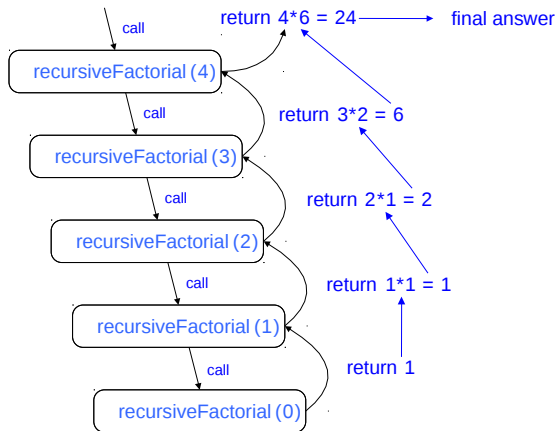 return 4*6 = 24
final answer
call
recursiveFactorial (4)
call
return 3*2 = 6
recursiveFactorial (3)
call
return 2*1 = 2
recursiveFactorial (2)
call
return 1*1 = 1
recursiveFactorial (1)
call
return 1
recursiveFactorial (0)